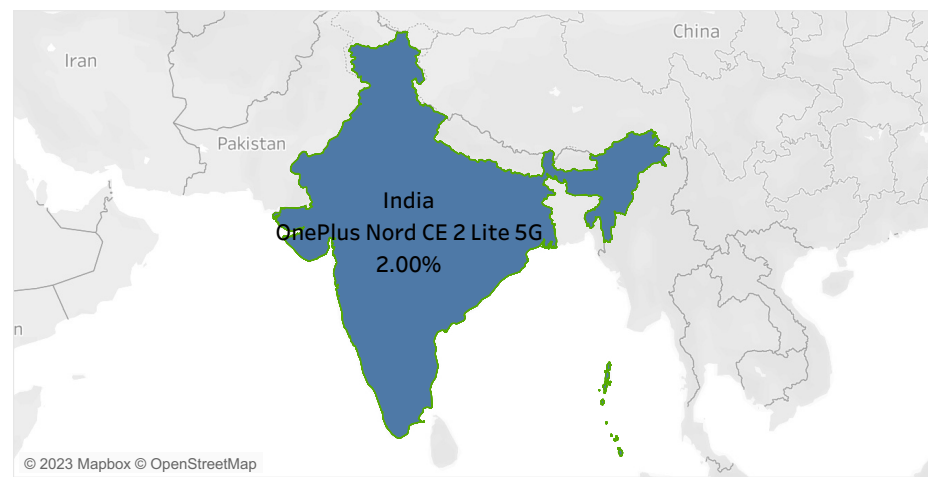 China
Iran
Pakistan
India
OnePlus Nord CE 2 Lite 5G
2.00%
n
© 2023 Mapbox © OpenStreetMap